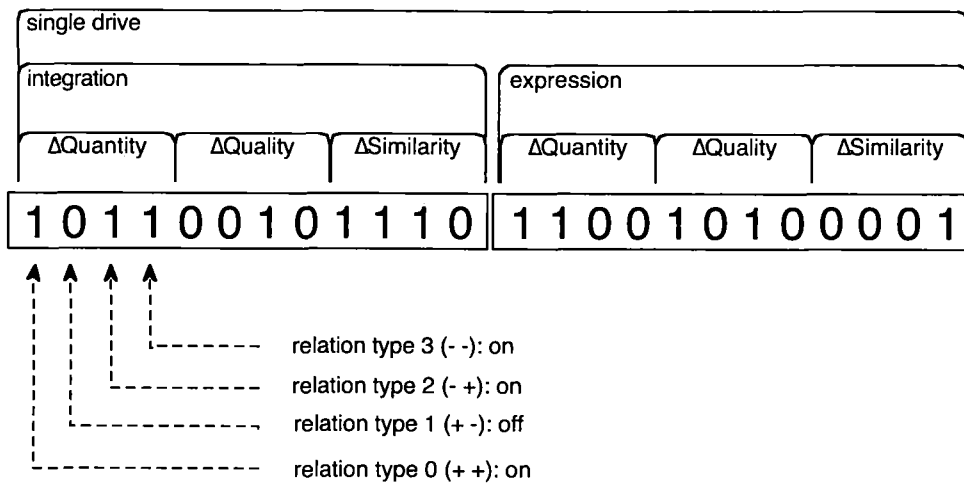 single drive
integration expression
ΔQuantity ΔQuality ΔSimilarity ΔQuantity ΔQuality ΔSimilarity
1 0 1 1 0 0 1 0 1 1 1 0 1 1 0 0 1 0 1 0 0 0 0 1
relation type 3 (- -): on
relation type 2 (- +): on
relation type 1 (+ -): off
relation type 0 (+ +): on